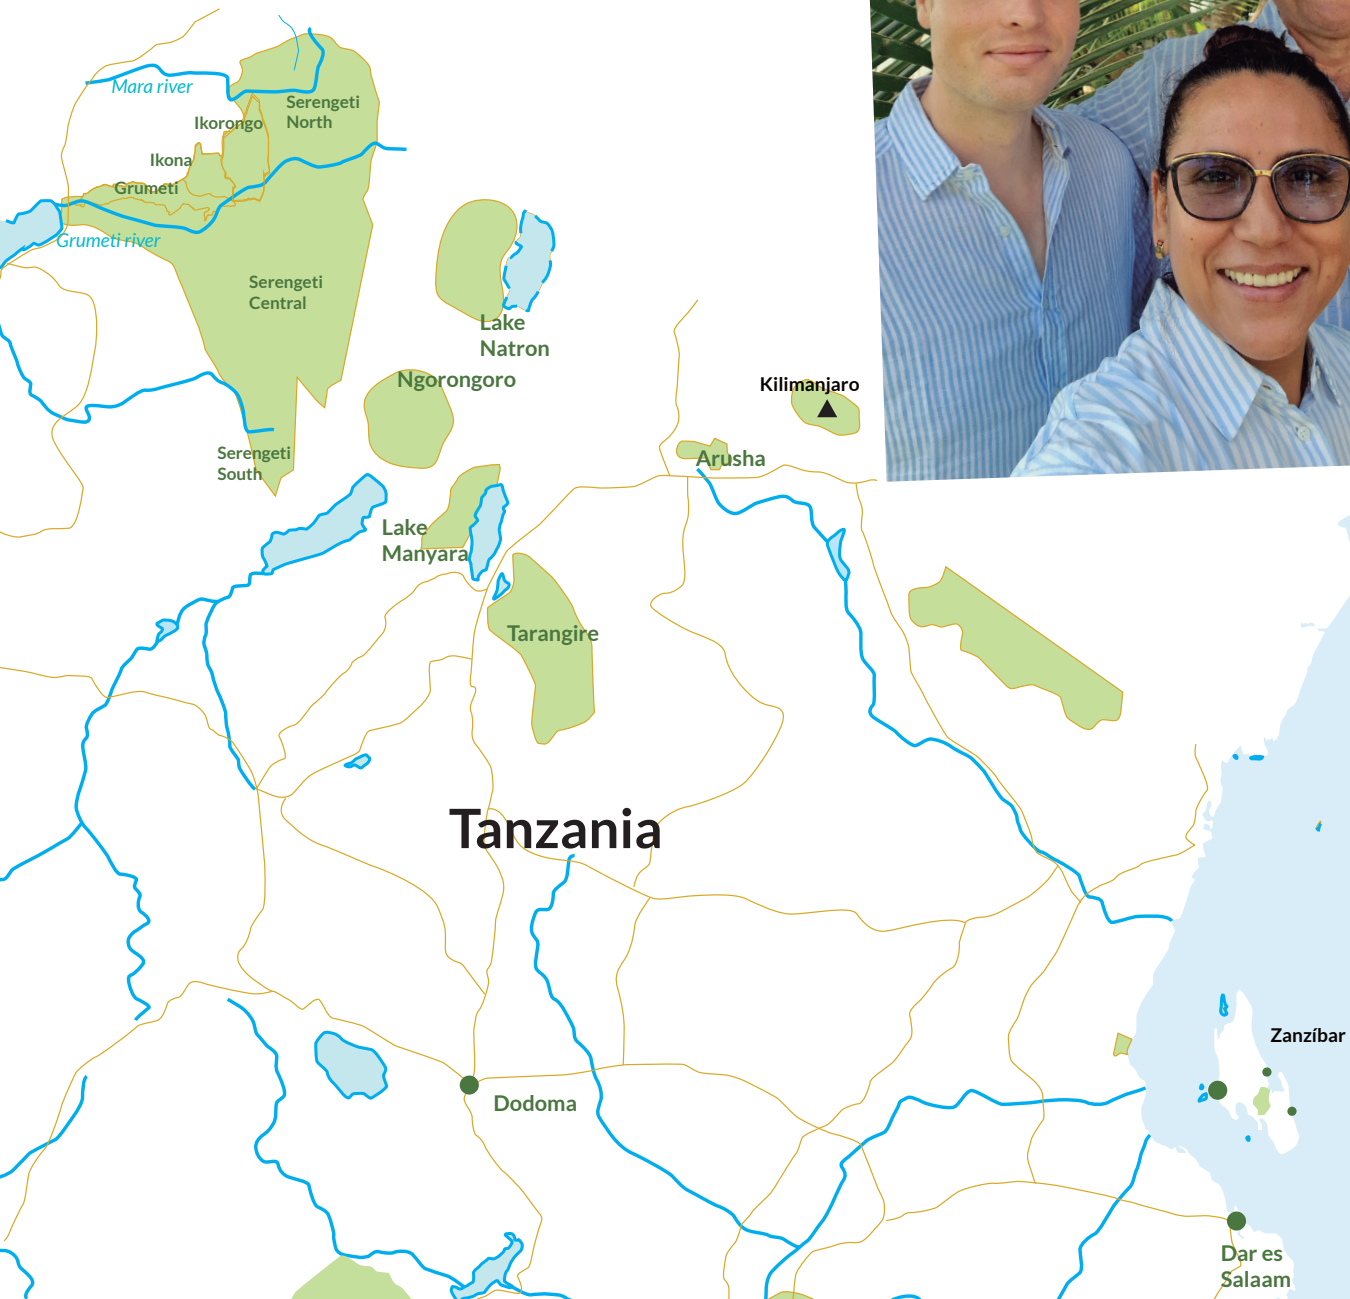 Mara river
Serengeti
North
Ikorongo
Ikona
Grumeti
Grumeti river
Serengeti
Central
Lake
Natron
Ngorongoro
Kilimanjaro
Serengeti
South
Arusha
Lake
Manyara
Tarangire
Tanzania
Zanzíbar
Dodoma
Dar es
Salaam